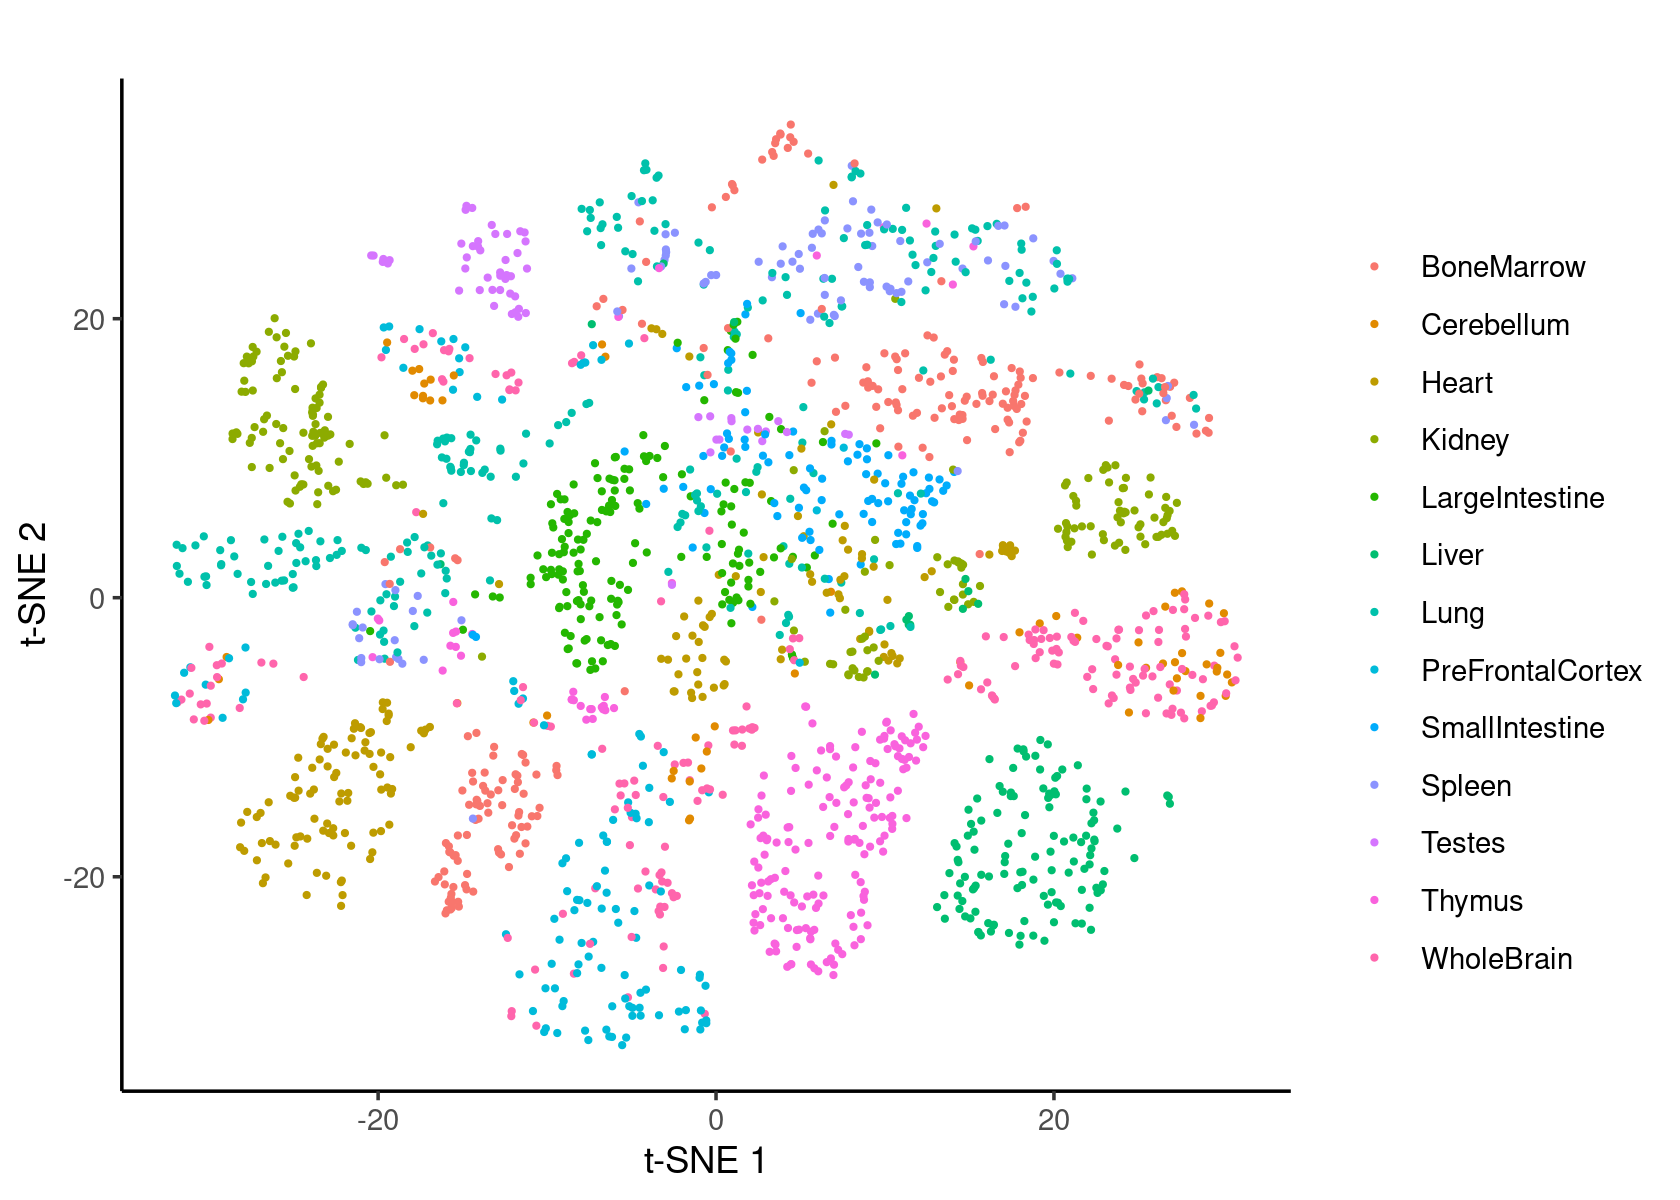 20
0
-20
t-SNE 2
-20
0
20
t-SNE 1
BoneMarrow
Cerebellum
Heart
Kidney
LargeIntestine
Liver
Lung
PreFrontalCortex
SmallIntestine
Spleen
Testes
Thymus
WholeBrain